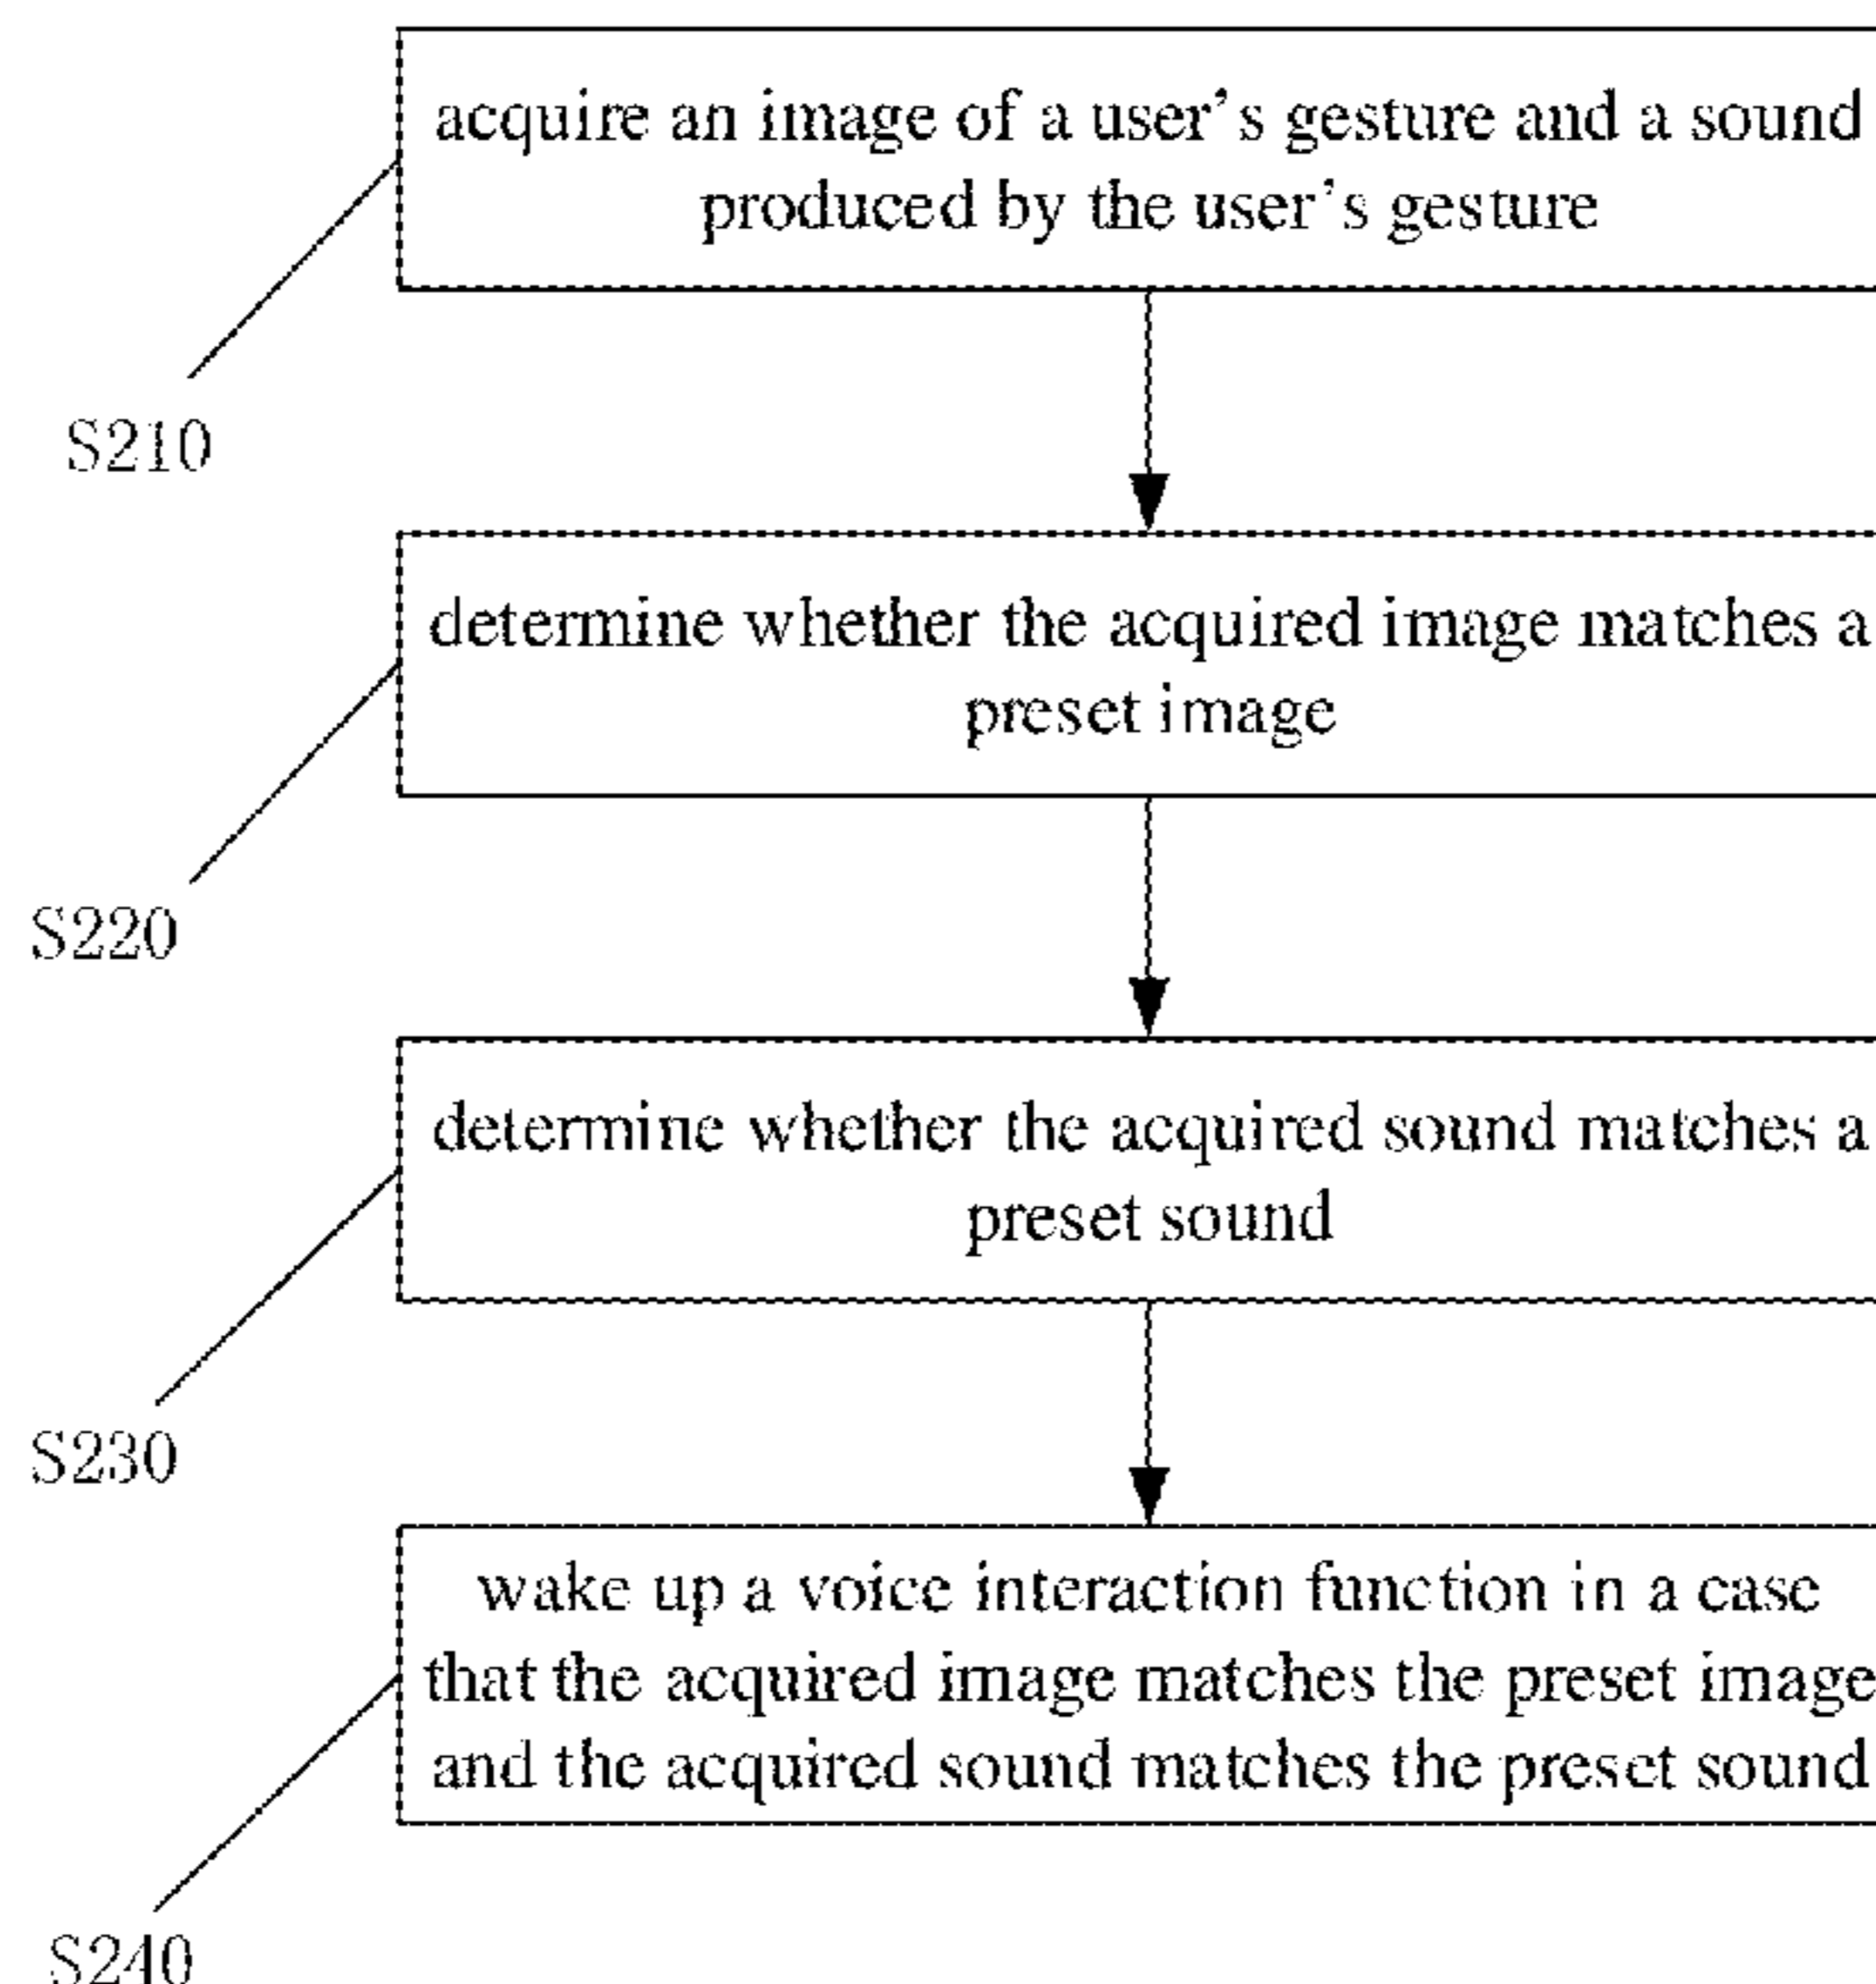 acquire an image of a user's gesture and a sound
produced by the user's gesture
S210
determine whether the acquired image matches a
preset image
S220
determine whether the acquired sound matches a
preset sound
S230
wake up a voice interaction function in a case
that the acquired image matches the preset image
and the acquired sound matches the preset sound
S240